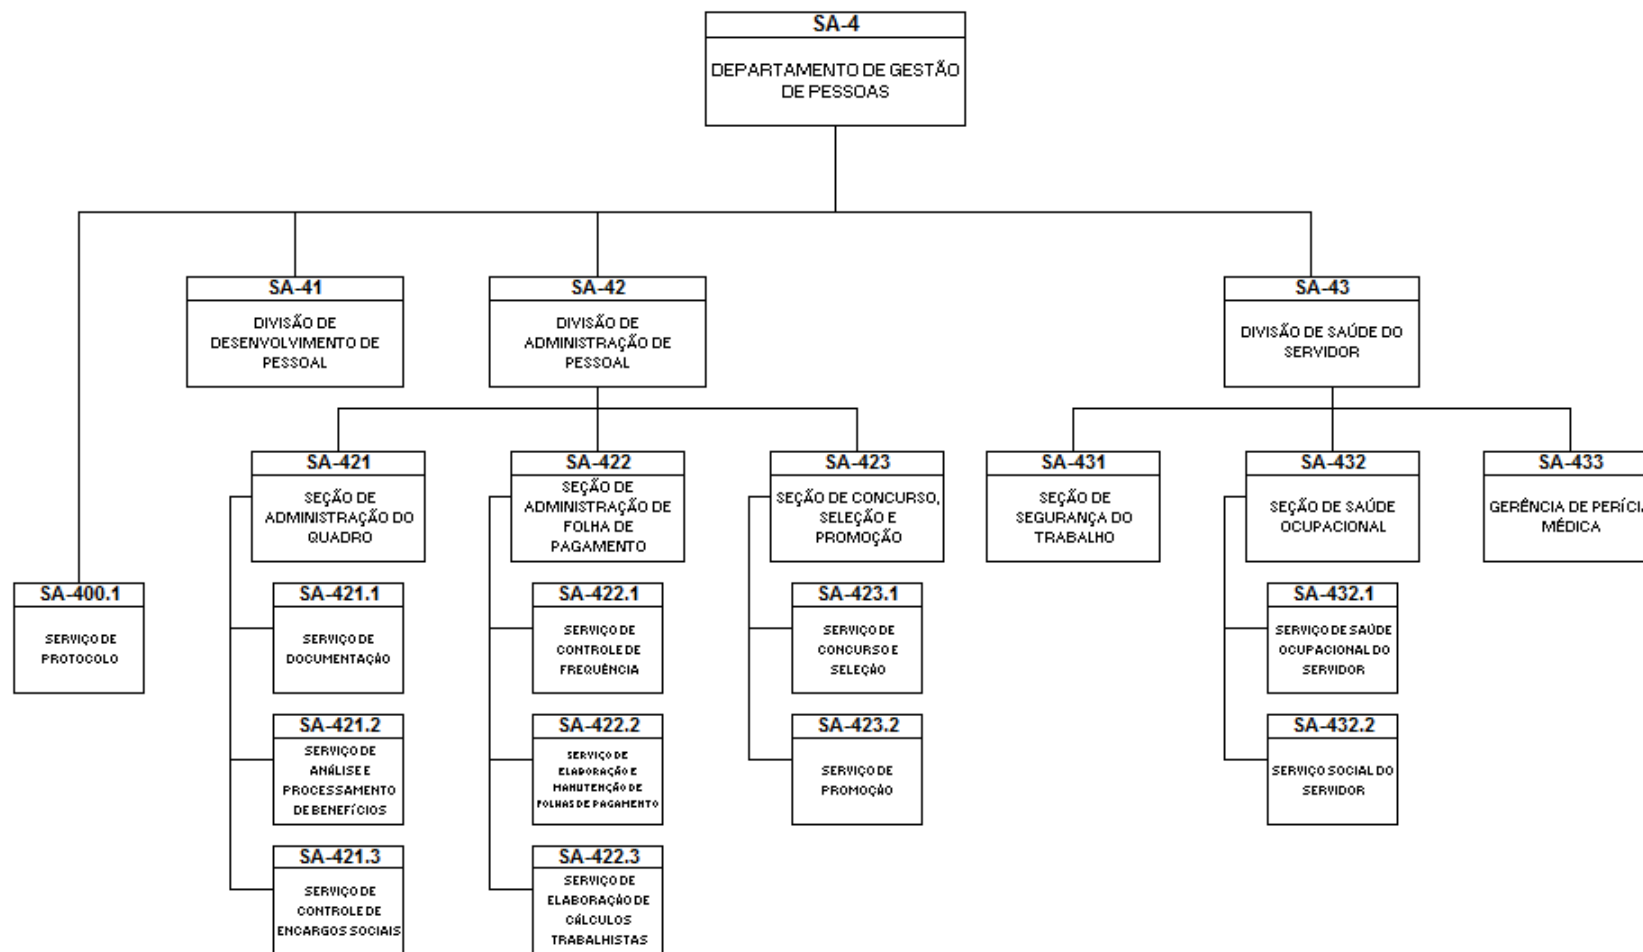 SA-4
DEPARTAMENTO DE GESTÃO
DE PESSOAS
SA-41
DIVISÃO DE
DESENVOLVIMENTO DE
PESSOAL
SA-42
DIVISÃO DE
ADMINISTRAÇÃO DE
PESSOAL
SA-43
DIVISÃO DE SAÚDE DO
SERVIDOR
SA-421
SEÇÃO DE
ADMINISTRAÇÃO DO
QUADRO
SA-422
SEÇÃO DE
ADMINISTRAÇÃO DE
FOLHA DE
PAGAMENTO
SA-423
SEÇÃO DE CONCURSO,
SELEÇÃO E
PROMOÇÃO
SA-431
SEÇÃO DE
SEGURANÇA DO
TRABALHO
SA-432
SEÇÃO DE SAÚDE
OCUPACIONAL
SA-433
GERÊNCIA DE PERÍCIA
MÉDICA
SA-400.1
SERVIÇO DE
PROTOCOLO
SA-421.1
SERVIÇO DE
DOCUMENTAÇÃO
SA-422.1
SERVIÇO DE
CONTROLE DE
FREQUÊNCIA
SA-423.1
SERVIÇO DE
CONCURSO E
SELEÇÃO
SA-432.1
SERVIÇO DE SAÚDE
OCUPACIONAL DO
SERVIDOR
SA-421.2
SERVIÇO DE
ANÁLISE E
PROCESSAMENTO
DE BENEFÍCIOS
SA-422.2
SERVIÇO DE
ELABORAÇÃO E
MANUTENÇÃO DE
FOLHAS DE PAGAMENTO
SA-423.2
SERVIÇO DE
PROMOÇÃO
SA-432.2
SERVIÇO SOCIAL DO
SERVIDOR
SA-421.3
SERVIÇO DE
CONTROLE DE
ENCARGOS SOCIAIS
SA-422.3
SERVIÇO DE
ELABORAÇÃO DE
CÁLCULOS
TRABALHISTAS